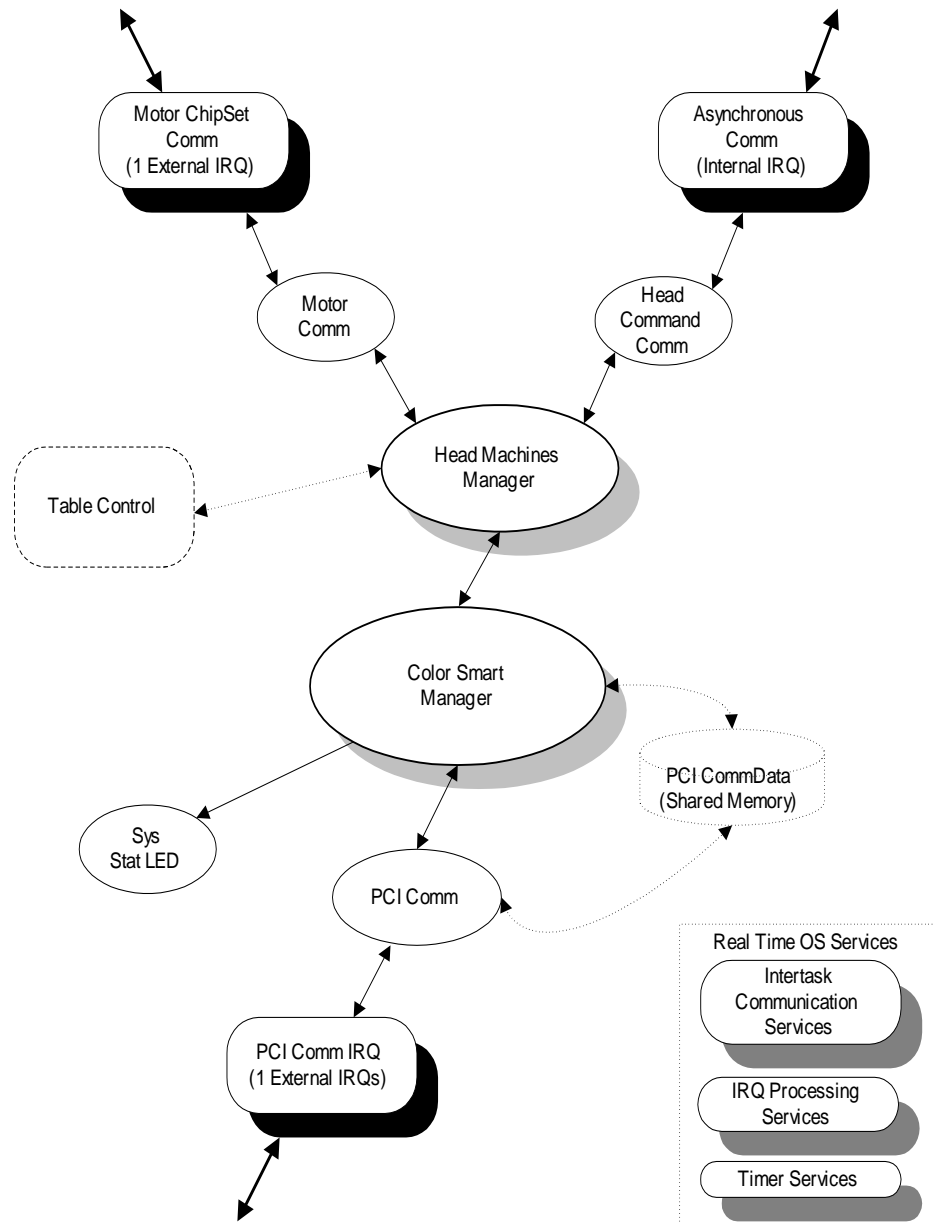 Motor ChipSet
Comm
(1 External IRQ)
Asynchronous
Comm
(Internal IRQ)
Motor
Comm
Head
Command
Comm
Head Machines
Manager
Table Control
Color Smart
Manager
PCI CommData
(Shared Memory)
Sys
Stat LED
PCI Comm
PCI Comm IRQ
(1 External IRQs)
Real Time OS Services
Intertask
Communication
Services
IRQ Processing
Services
Timer Services